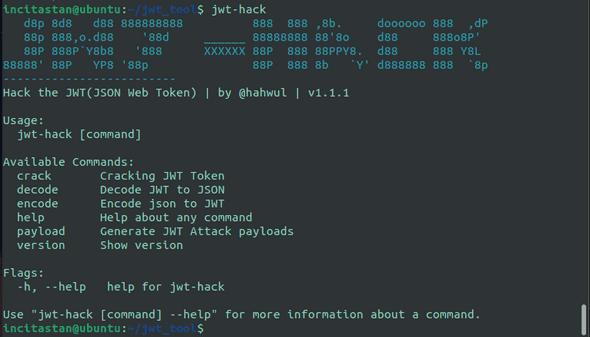 incitastan@ubuntu:~/jwt_tool$ jwt-hack
   d8p 8d8   d88 888888888          888  888 ,8b.     doooooo 888  ,dP
   88p 888,o.d88    '88d     ______ 88888888 88'8o    d88     888o8P'
   88P 888P`Y8b8   '888      XXXXXX 88P  888 88PPY8.  d88     888 Y8L
88888' 88P   YP8 '88p               88P  888 8b   `Y' d888888 888  `8p
-------------------------
Hack the JWT(JSON Web Token) | by @hahwul | v1.1.1
Usage:
  jwt-hack [command]
Available Commands:
  crack       Cracking JWT Token
  decode      Decode JWT to JSON
  encode      Encode json to JWT
  help        Help about any command
  payload     Generate JWT Attack payloads
  version     Show version
Flags:
  -h, --help   help for jwt-hack
Use "jwt-hack [command] --help" for more information about a command.
incitastan@ubuntu:~/jwt_tool$